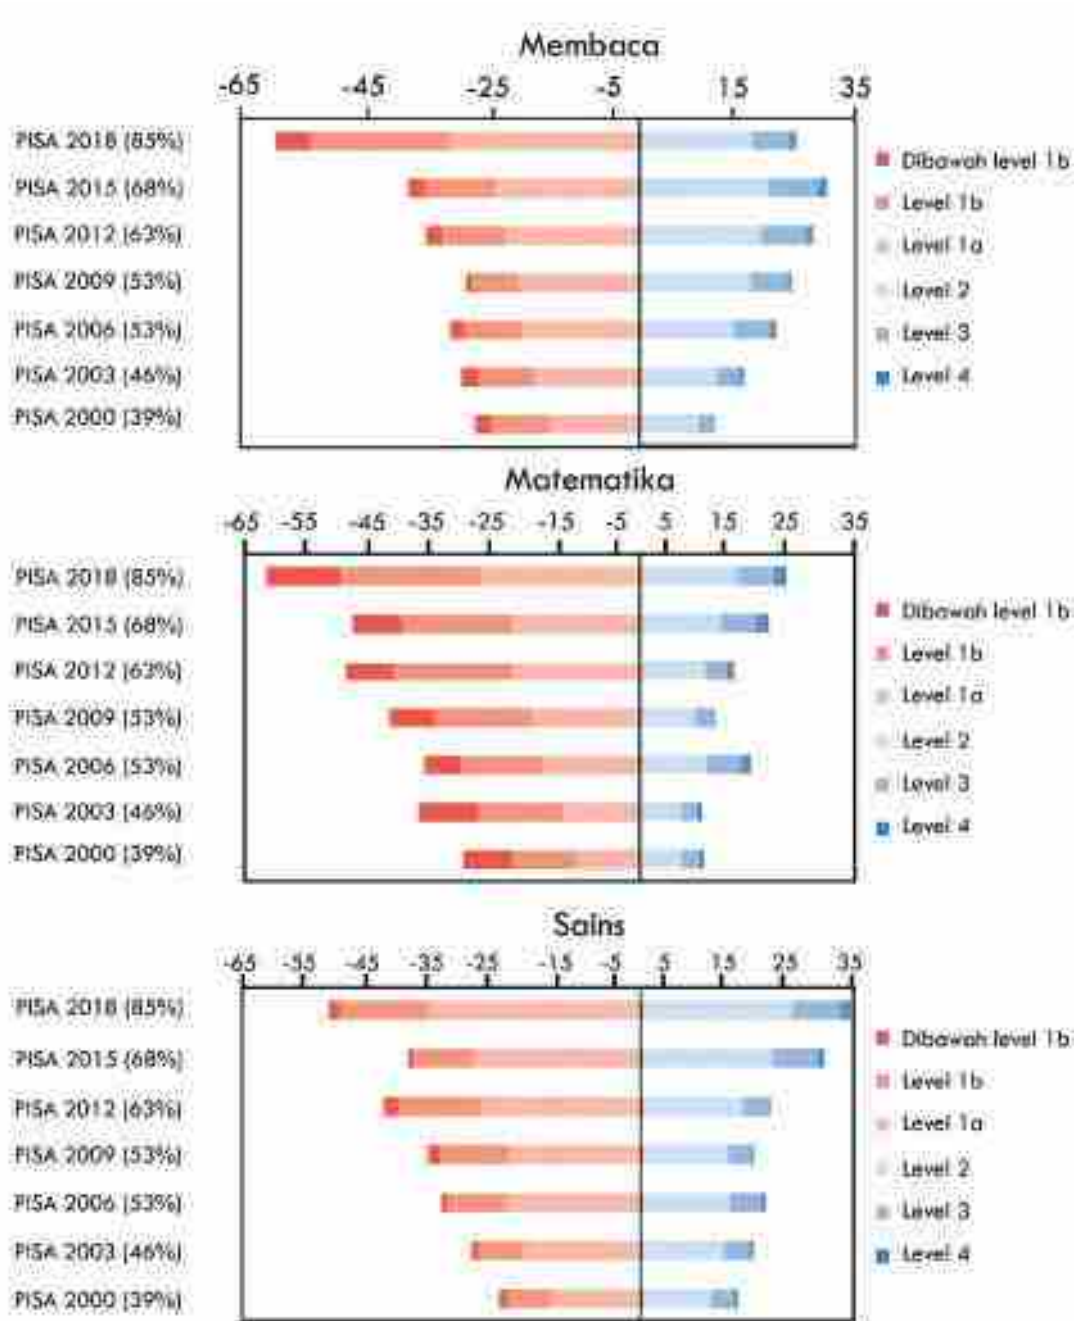 Membaca
-65 -45 -25 -5 15 35
PISA 2018 (85%)
PISA 2015 (68%)
PISA 2012 (63%)
PISA 2009 (53%)
PISA 2006 (53%)
PISA 2003 (46%)
PISA 2000 (39%)
Dibawah level 1b
Level 1b
Level 1a
Level 2
Level 3
Level 4
Matematika
-65 -55 -45 -35 -25 -15 -5 5 15 25 35
PISA 2018 (85%)
PISA 2015 (68%)
PISA 2012 (63%)
PISA 2009 (53%)
PISA 2006 (53%)
PISA 2003 (46%)
PISA 2000 (39%)
Dibawah level 1b
Level 1b
Level 1a
Level 2
Level 3
Level 4
Sains
-65 -55 -45 -35 -25 -15 -5 5 15 25 35
PISA 2018 (85%)
PISA 2015 (68%)
PISA 2012 (63%)
PISA 2009 (53%)
PISA 2006 (53%)
PISA 2003 (46%)
PISA 2000 (39%)
Dibawah level 1b
Level 1b
Level 1a
Level 2
Level 3
Level 4